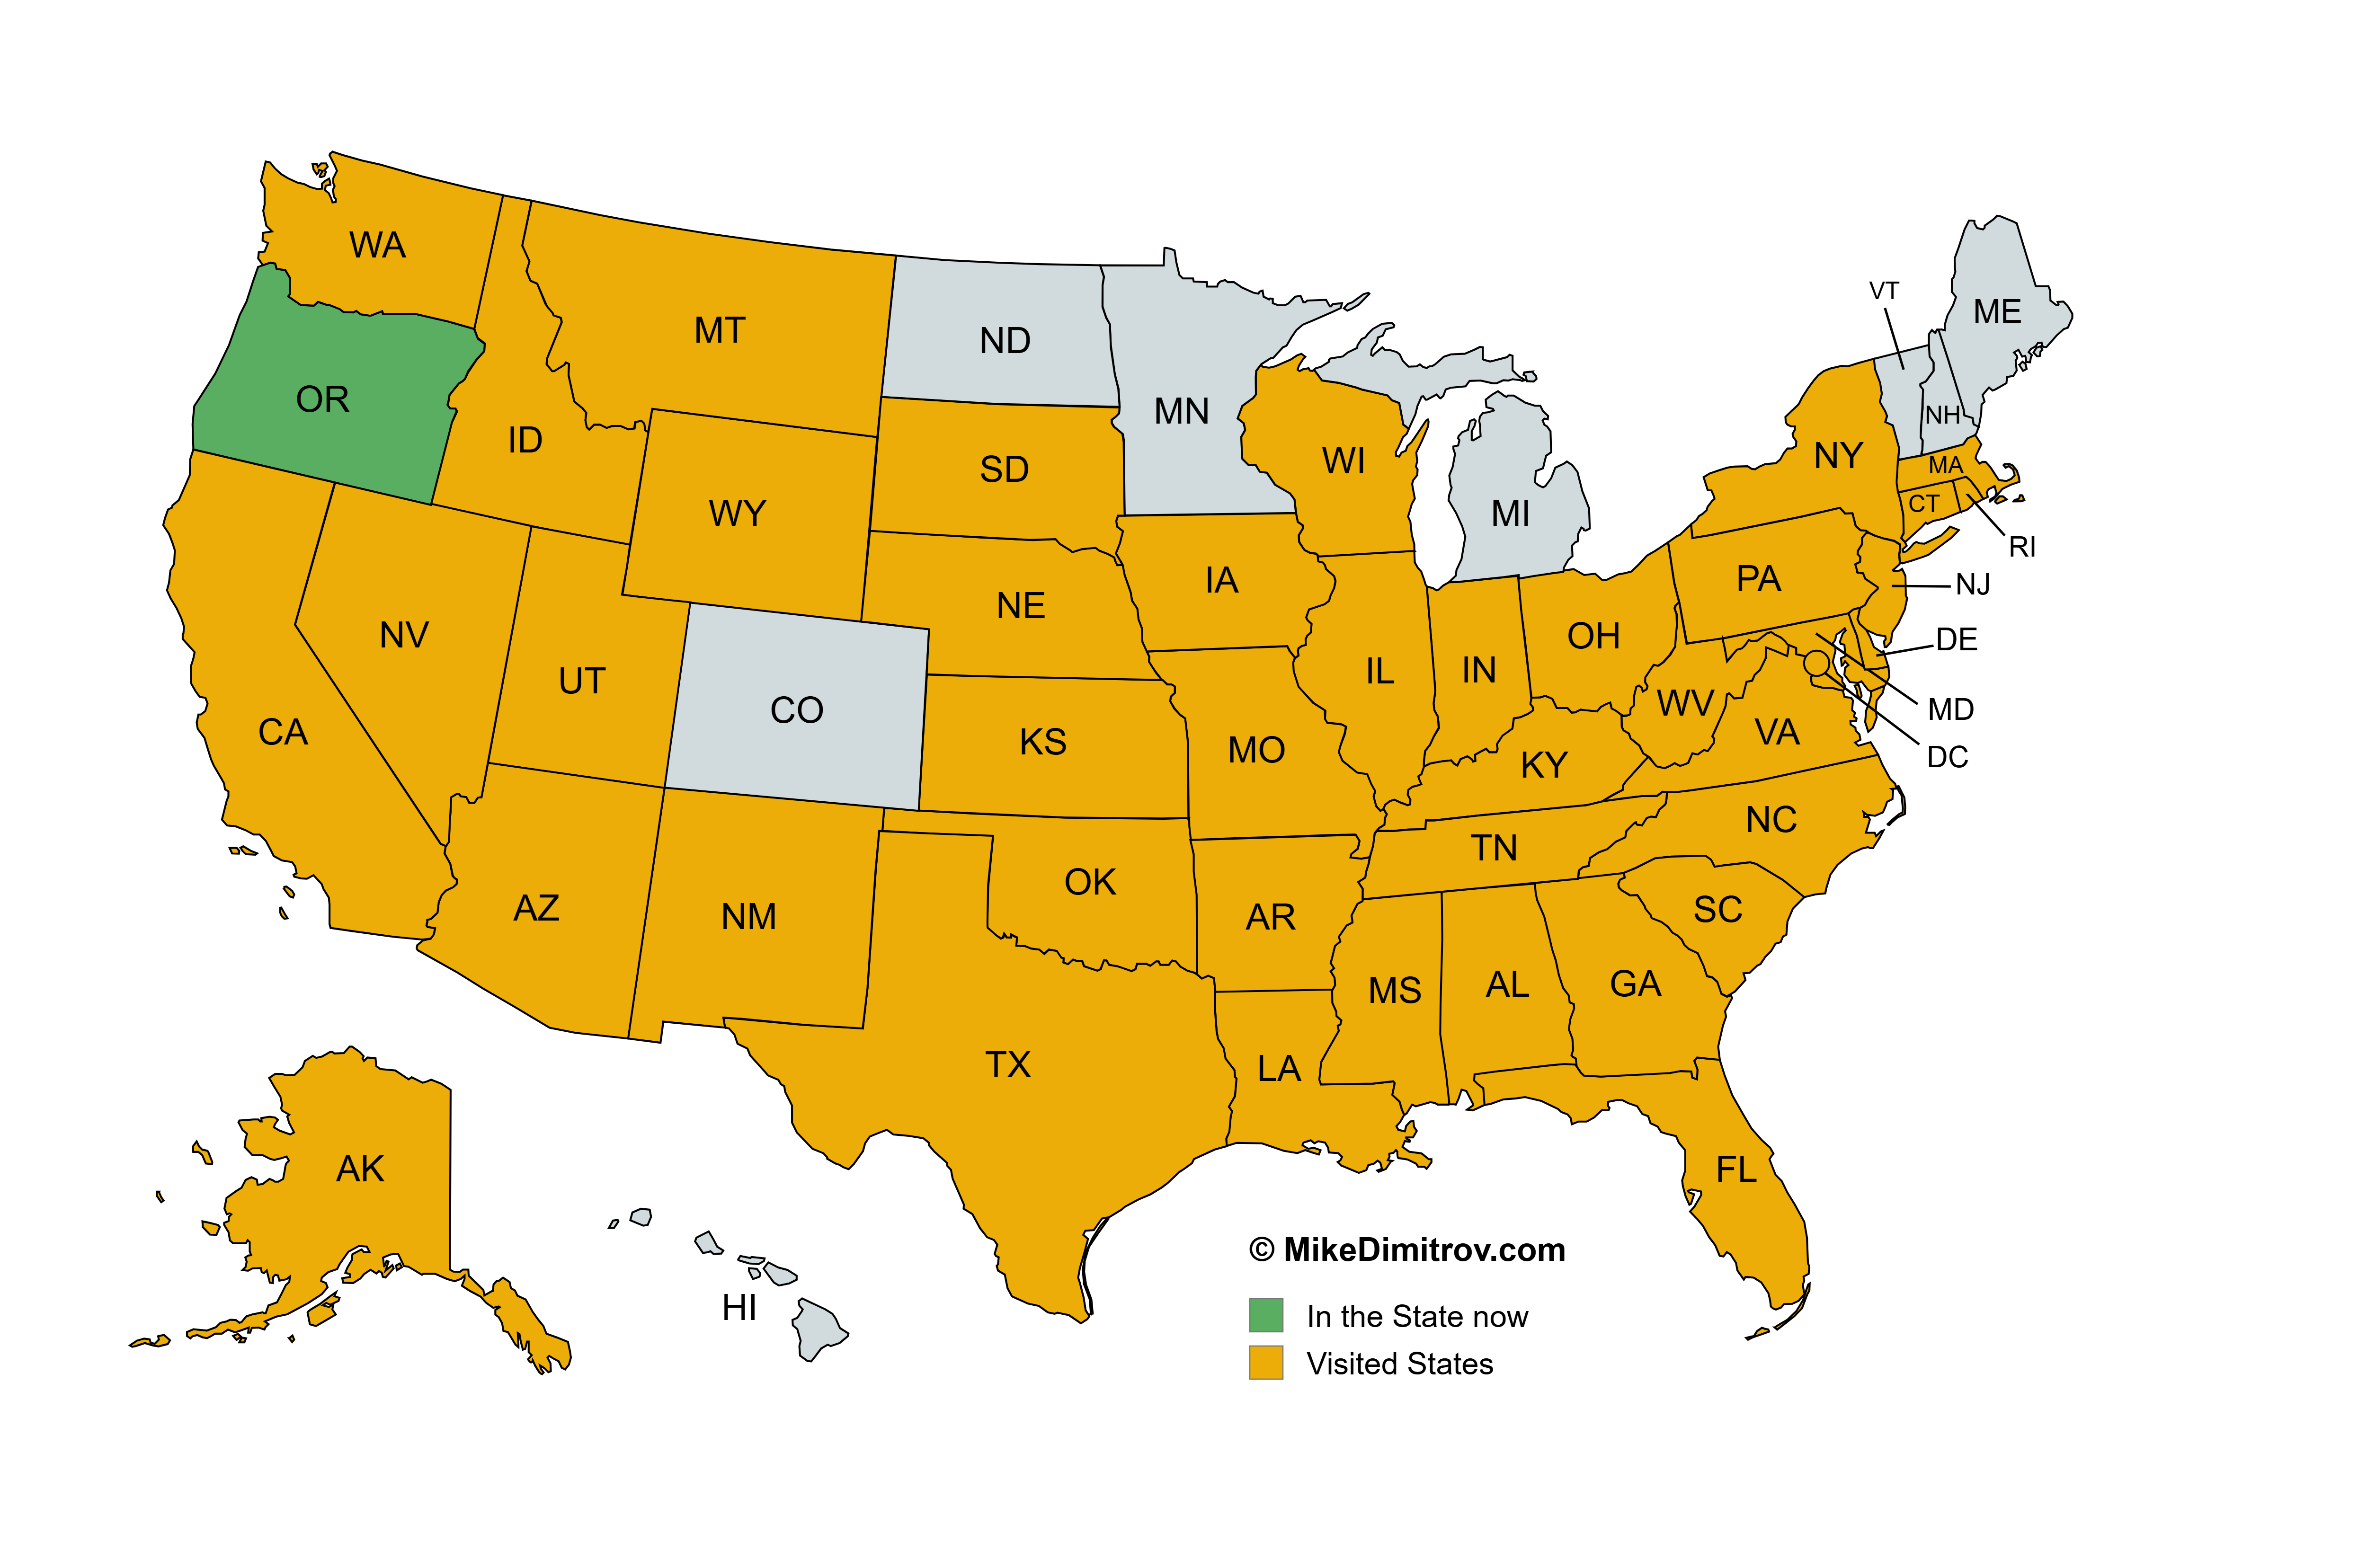 WA
OR
MT
ND
MN
ME
VT
NH
ID
WY
SD
WI
MI
NY
MA
CT
RI
NJ
NV
UT
CO
NE
IA
IL
IN
OH
PA
DE
MD
DC
CA
KS
MO
KY
WV
VA
NC
TN
AZ
NM
OK
AR
SC
MS
AL
GA
TX
LA
FL
AK
HI
© MikeDimitrov.com
In the State now
Visited States